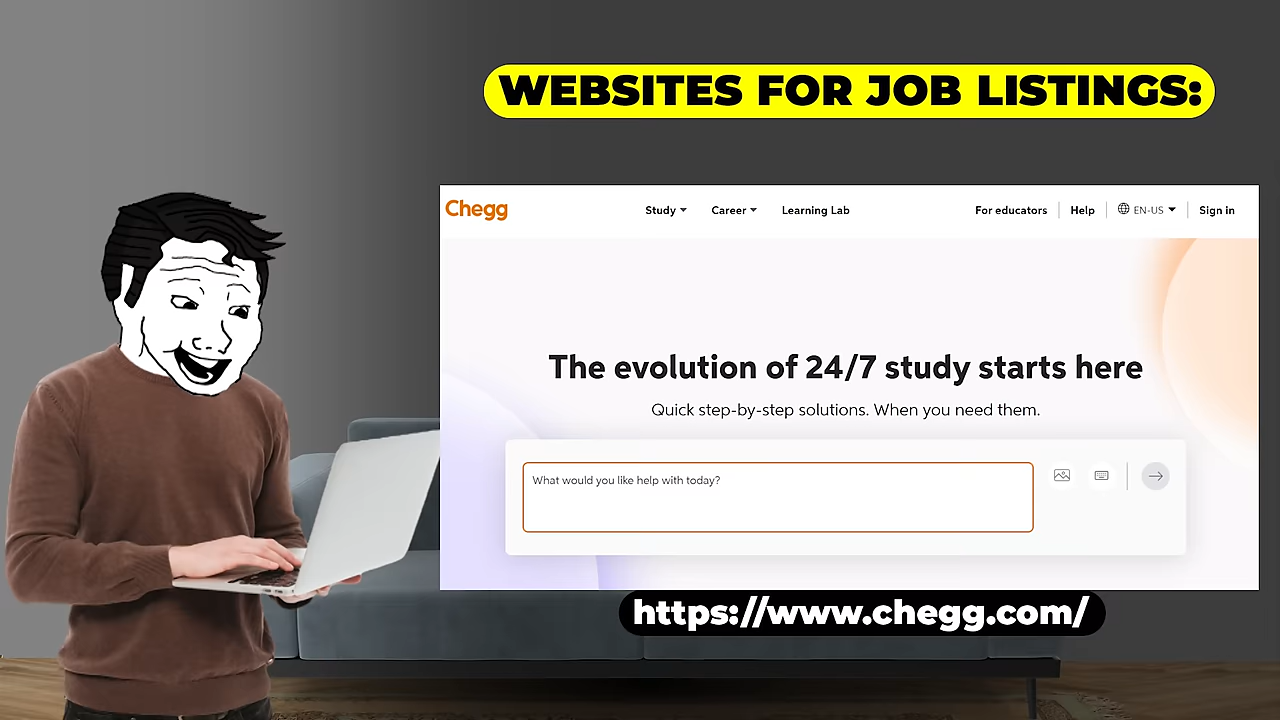 WEBSITES FOR JOB LISTINGS:
Chegg
Study
Career
Learning Lab
For educators
Help
EN-US
Sign in
The evolution of 24/7 study starts here
Quick step-by-step solutions. When you need them.
What would you like help with today?
https://www.chegg.com/